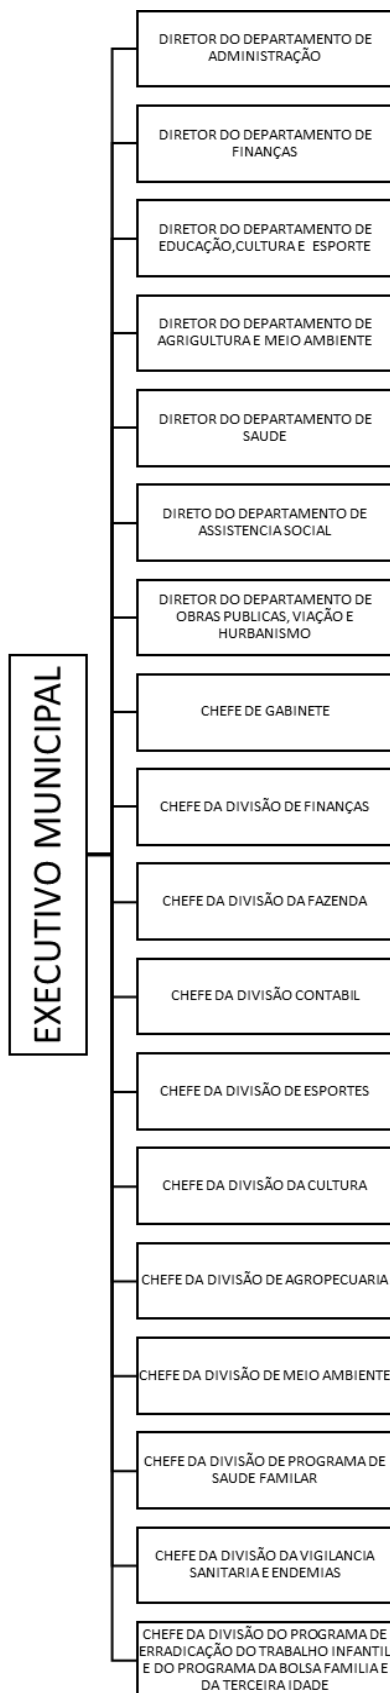 DIRETOR DO DEPARTAMENTO DE
ADMINISTRAÇÃO
DIRETOR DO DEPARTAMENTO DE
FINANÇAS
DIRETOR DO DEPARTAMENTO DE
EDUCAÇÃO,CULTURA E ESPORTE
DIRETOR DO DEPARTAMENTO DE
AGRIGULTURA E MEIO AMBIENTE
DIRETOR DO DEPARTAMENTO DE
SAUDE
DIRETO DO DEPARTAMENTO DE
ASSISTENCIA SOCIAL
DIRETOR DO DEPARTAMENTO DE
OBRAS PUBLICAS, VIAÇÃO E
HURBANISMO
EXECUTIVO MUNICIPAL
CHEFE DE GABINETE
CHEFE DA DIVISÃO DE FINANÇAS
CHEFE DA DIVISÃO DA FAZENDA
CHEFE DA DIVISÃO CONTABIL
CHEFE DA DIVISÃO DE ESPORTES
CHEFE DA DIVISÃO DA CULTURA
CHEFE DA DIVISÃO DE AGROPECUARIA
CHEFE DA DIVISÃO DE MEIO AMBIENTE
CHEFE DA DIVISÃO DE PROGRAMA DE
SAUDE FAMILAR
CHEFE DA DIVISÃO DA VIGILANCIA
SANITARIA E ENDEMIAS
CHEFE DA DIVISÃO DO PROGRAMA DE
ERRADICAÇÃO DO TRABALHO INFANTIL
E DO PROGRAMA DA BOLSA FAMILIA E
DA TERCEIRA IDADE